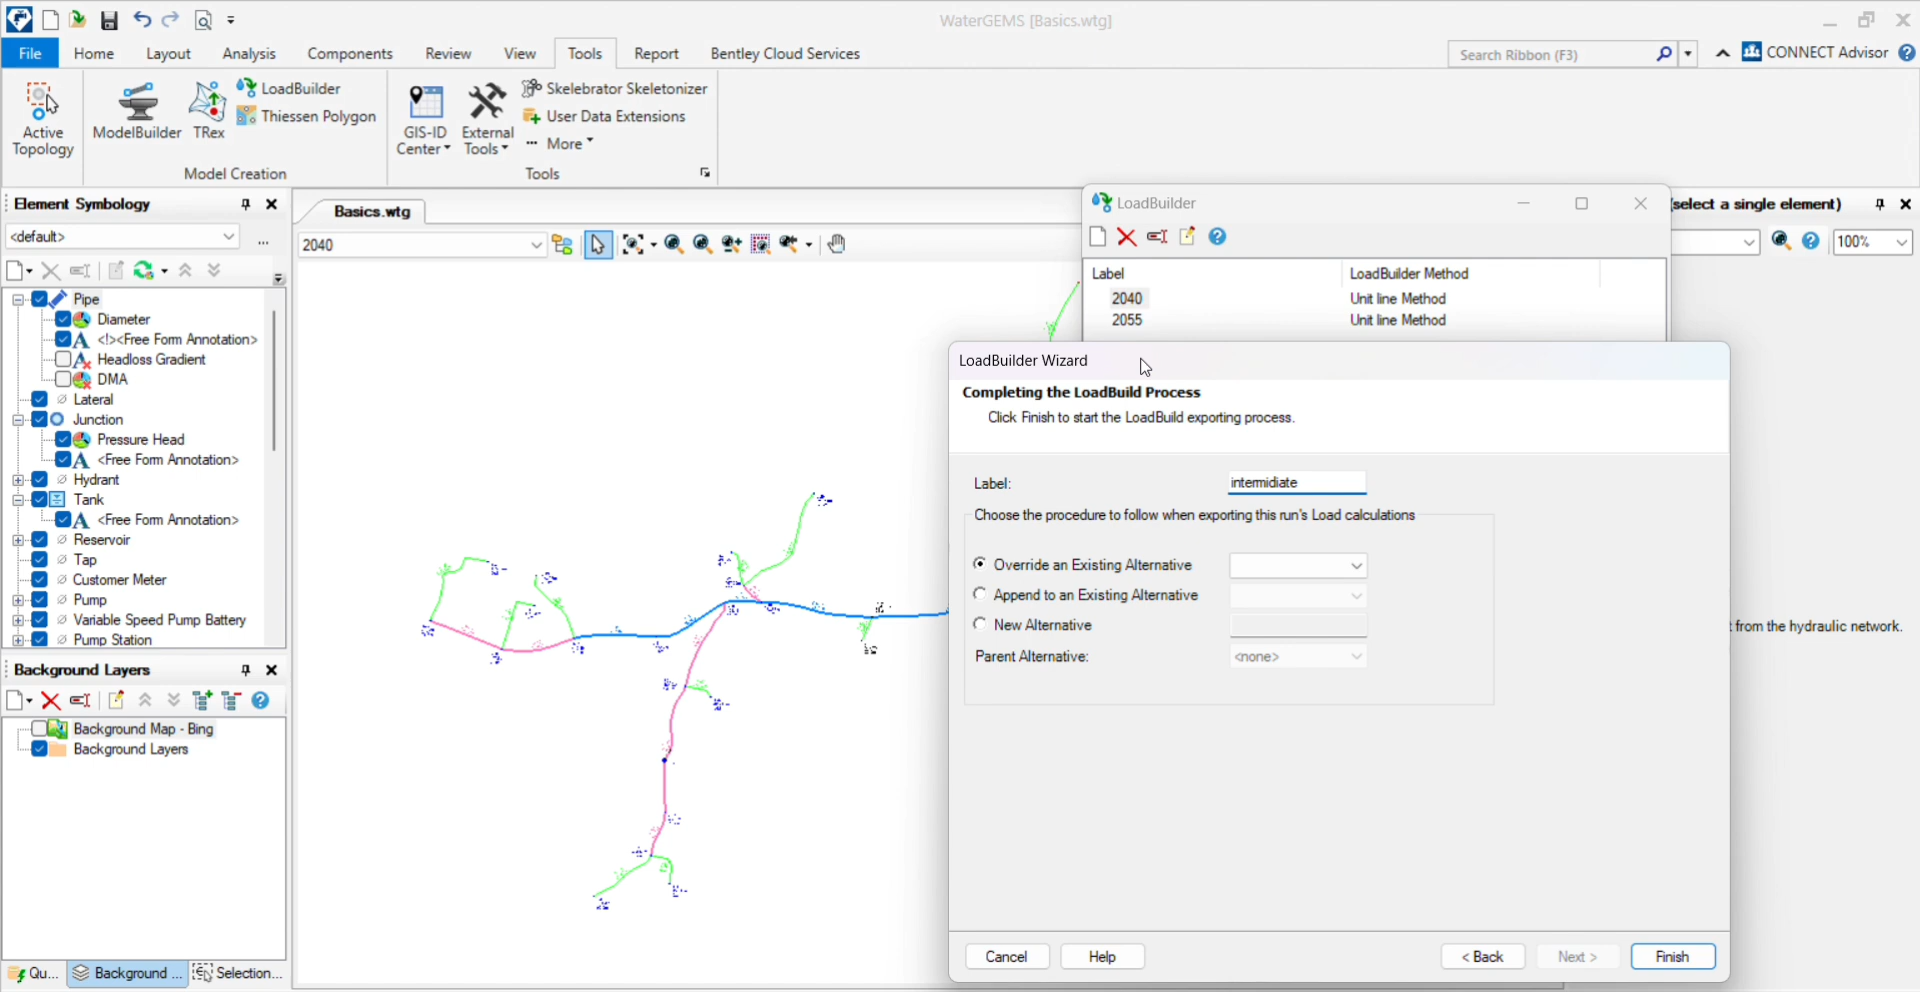 WaterGEMS [Basics.wtg]
File Home Layout Analysis Components Review View Tools Report Bentley Cloud Services
Search Ribbon (F3)
CONNECT Advisor
Active
Topology
ModelBuilder
TRex
LoadBuilder
Thiessen Polygon
Model Creation
GIS-ID
Center
External
Tools
Skelebrator Skeletonizer
User Data Extensions
More
Tools
Element Symbology
<default>
...
Pipe
Diameter
<!><Free Form Annotation>
Headloss Gradient
DMA
Lateral
Junction
Pressure Head
<Free Form Annotation>
Hydrant
Tank
<Free Form Annotation>
Reservoir
Tap
Customer Meter
Pump
Variable Speed Pump Battery
Pump Station
Background Layers
Background Map - Bing
Background Layers
Qu...
Background ...
Selection...
Basics.wtg
2040
LoadBuilder
Label LoadBuilder Method
2040 Unit line Method
2055 Unit line Method
(select a single element)
100%
t from the hydraulic network.
LoadBuilder Wizard
Completing the LoadBuild Process
Click Finish to start the LoadBuild exporting process.
Label: intermidiate
Choose the procedure to follow when exporting this run's Load calculations
Override an Existing Alternative
Append to an Existing Alternative
New Alternative
Parent Alternative: <none>
Cancel Help < Back Next > Finish